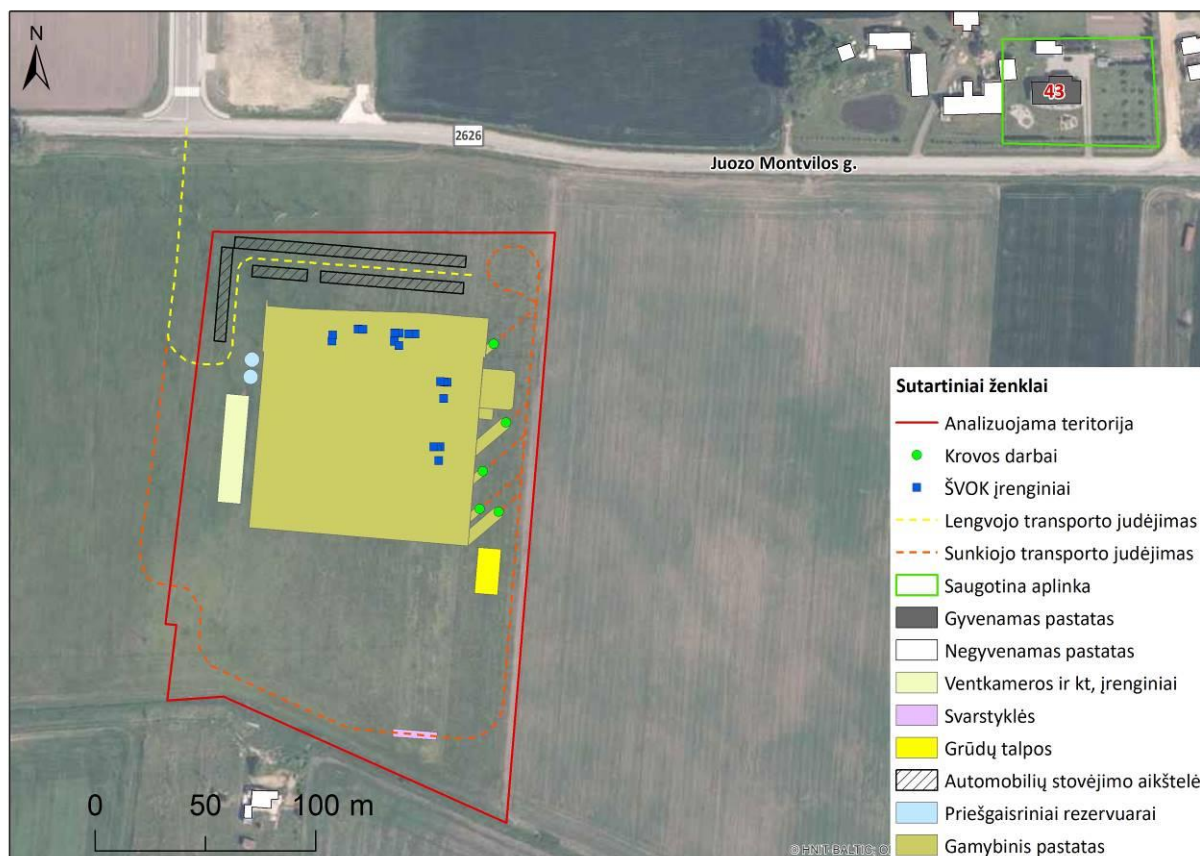 N
43
2626
Juozo Montvilos g.
Sutartiniai ženklai
Analizuojama teritorija
Krovos darbai
ŠVOK įrenginiai
Lengvojo transporto judėjimas
Sunkiojo transporto judėjimas
Saugotina aplinka
Gyvenamas pastatas
Negyvenamas pastatas
Ventkameros ir kt, įrenginiai
Svarstyklės
Grūdų talpos
Automobilių stovėjimo aikštelė
Priešgaisriniai rezervuarai
Gamybinis pastatas
0 50 100 m
© HNIT-BALTIC;